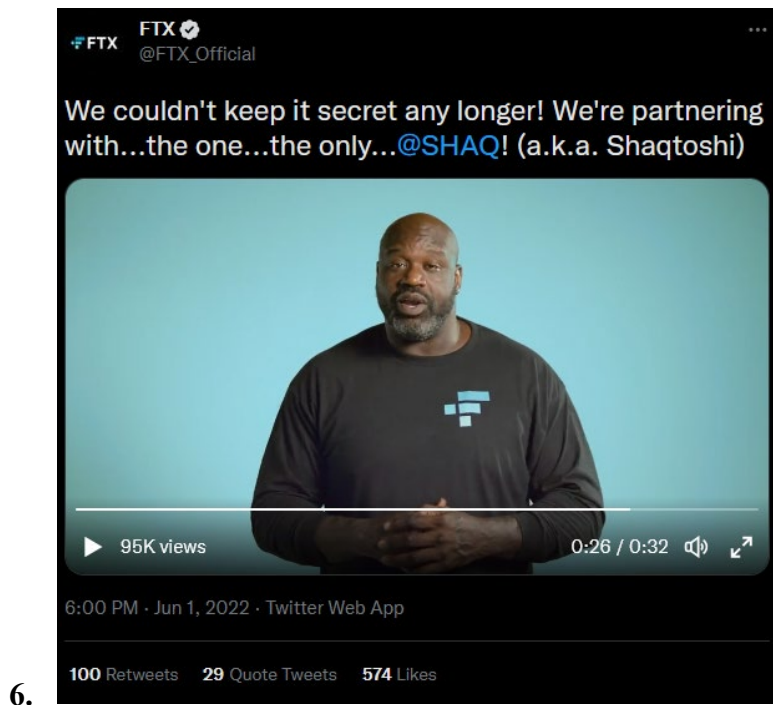 FTX
FTX
@FTX_Official
We couldn't keep it secret any longer! We're partnering
with...the one...the only...@SHAQ! (a.k.a. Shaqtoshi)
95K views
0:26 / 0:32
6:00 PM · Jun 1, 2022 · Twitter Web App
100 Retweets 29 Quote Tweets 574 Likes
6.